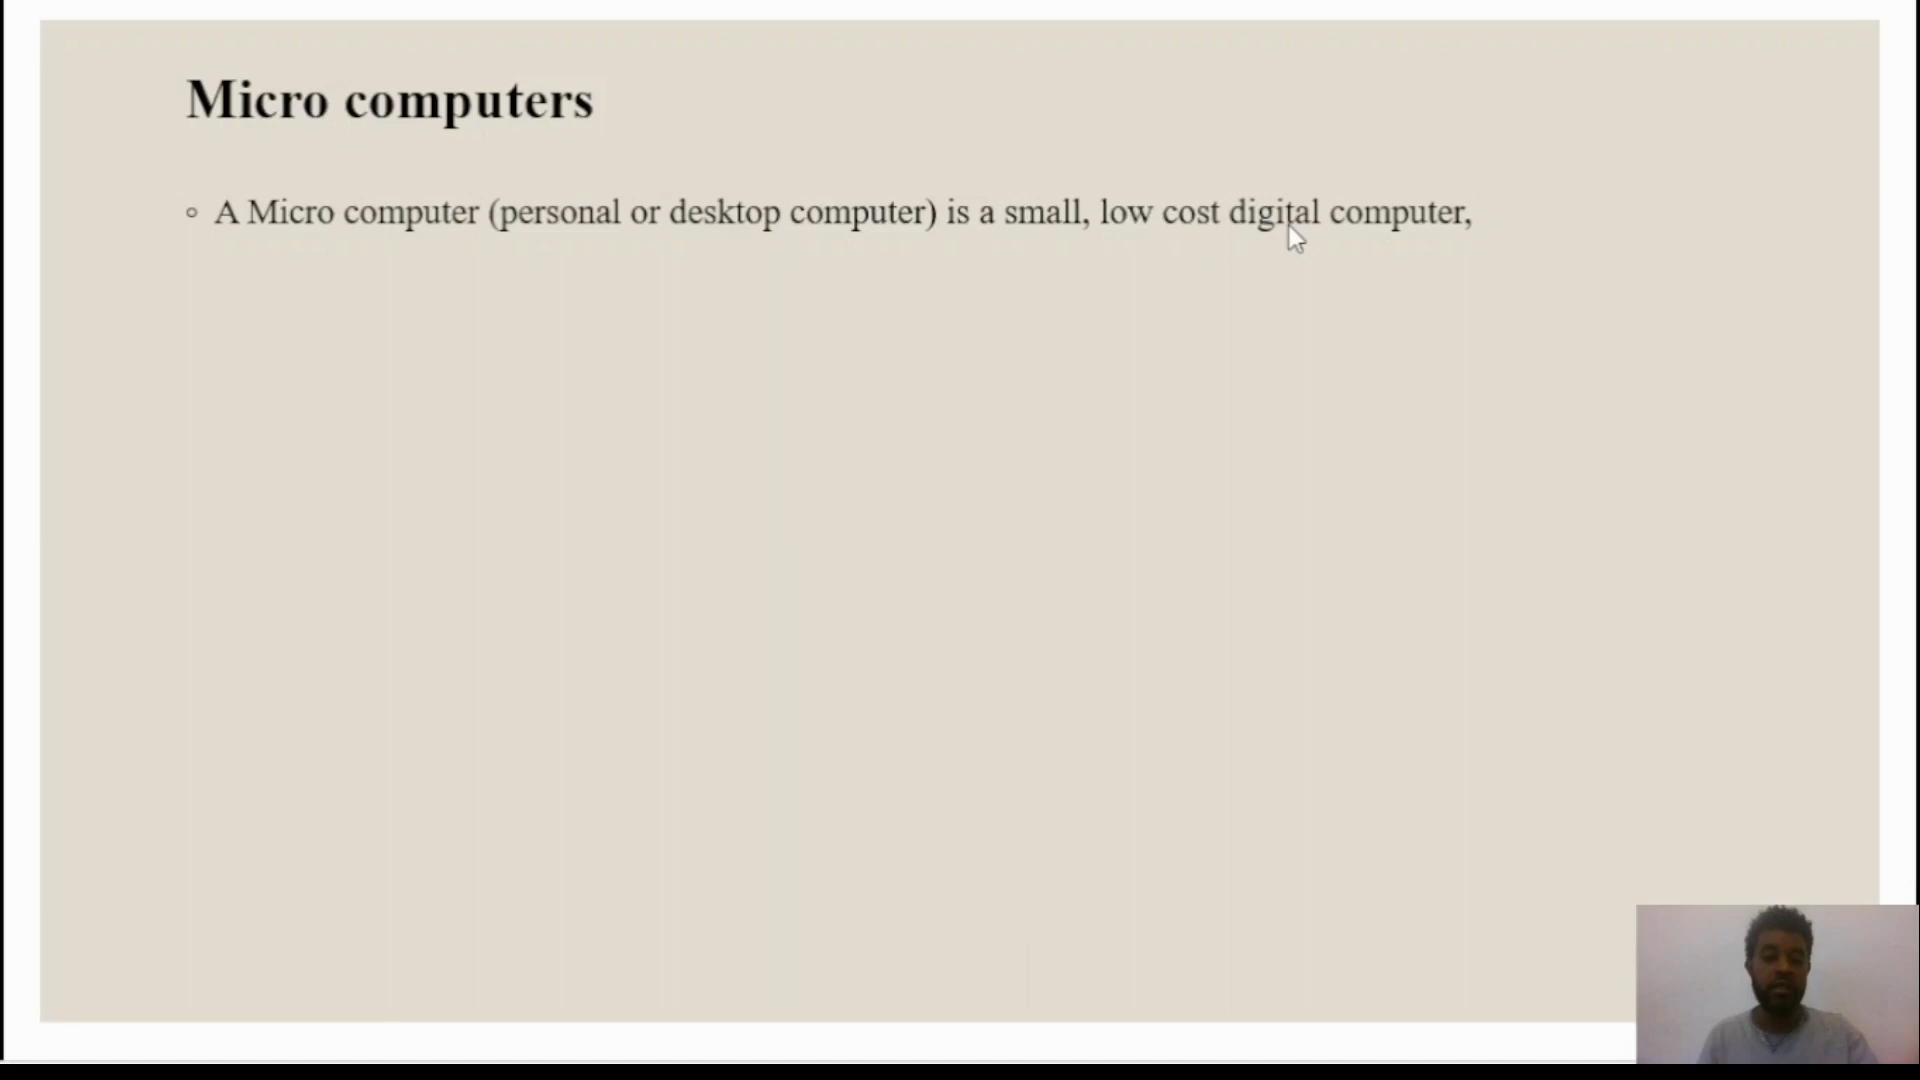 Micro computers
◦ A Micro computer (personal or desktop computer) is a small, low cost digital computer,